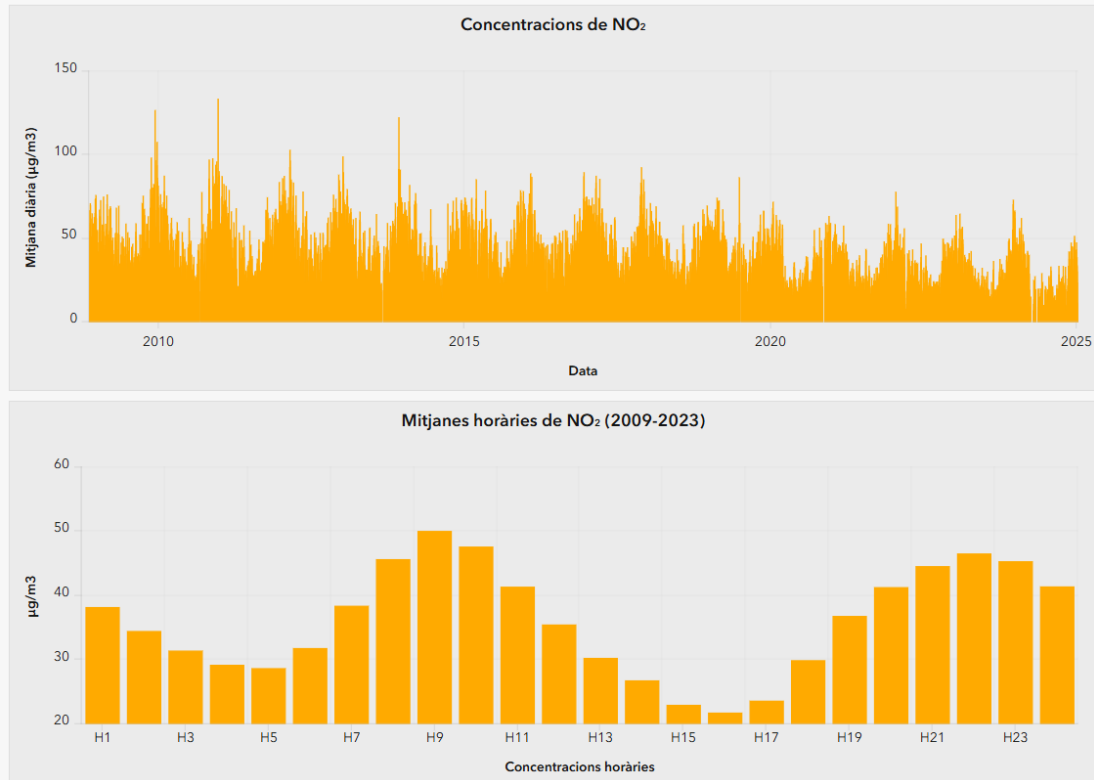 Concentracions de NO₂
Mitjana diària (µg/m3)
150
100
50
0
2010
2015
2020
2025
Data
Mitjanes horàries de NO₂ (2009-2023)
µg/m3
60
50
40
30
20
H1
H3
H5
H7
H9
H11
H13
H15
H17
H19
H21
H23
Concentracions horàries